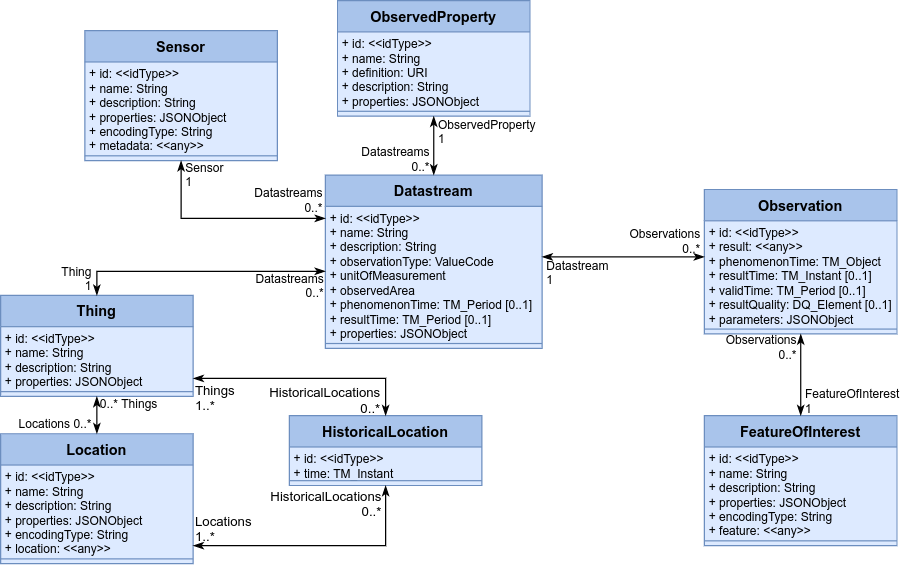 ObservedProperty
+ id: <<idType>>
+ name: String
+ definition: URI
+ description: String
+ properties: JSONObject
Sensor
+ id: <<idType>>
+ name: String
+ description: String
+ properties: JSONObject
+ encodingType: String
+ metadata: <<any>>
ObservedProperty
1
Datastreams
0..*
Sensor
1
Datastreams
0..*
Datastream
+ id: <<idType>>
+ name: String
+ description: String
+ observationType: ValueCode
+ unitOfMeasurement
+ observedArea
+ phenomenonTime: TM_Period [0..1]
+ resultTime: TM_Period [0..1]
+ properties: JSONObject
Observations
0..*
Datastream
1
Observation
+ id: <<idType>>
+ result: <<any>>
+ phenomenonTime: TM_Object
+ resultTime: TM_Instant [0..1]
+ validTime: TM_Period [0..1]
+ resultQuality: DQ_Element [0..1]
+ parameters: JSONObject
Thing
1
Datastreams
0..*
Thing
+ id: <<idType>>
+ name: String
+ description: String
+ properties: JSONObject
Observations
0..*
FeatureOfInterest
1
Things
1..*
HistoricalLocations
0..*
0..* Things
Locations 0..*
HistoricalLocation
+ id: <<idType>>
+ time: TM_Instant
Location
+ id: <<idType>>
+ name: String
+ description: String
+ properties: JSONObject
+ encodingType: String
+ location: <<any>>
HistoricalLocations
0..*
Locations
1..*
FeatureOfInterest
+ id: <<idType>>
+ name: String
+ description: String
+ properties: JSONObject
+ encodingType: String
+ feature: <<any>>